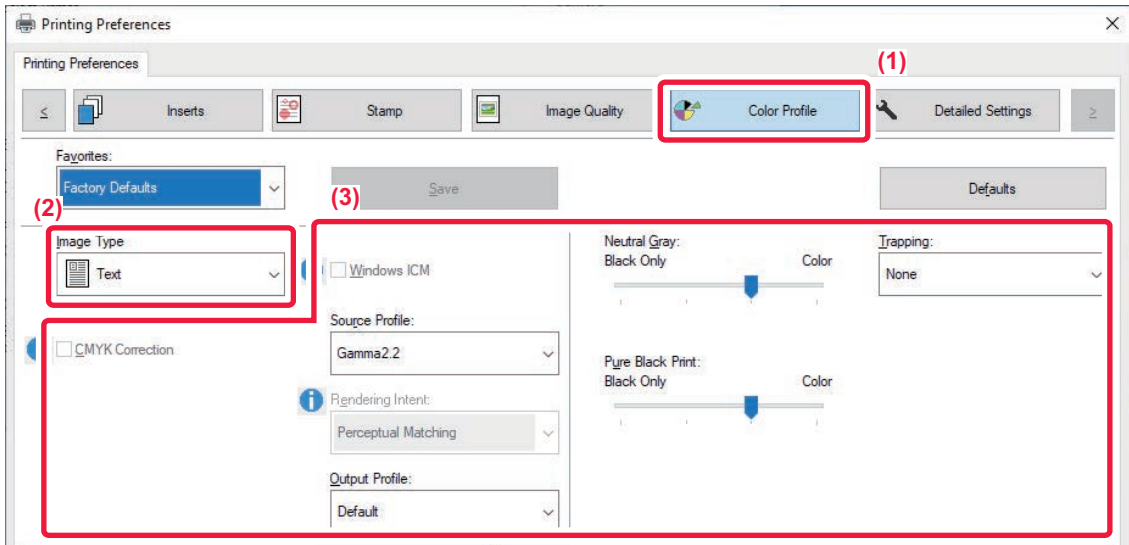 Printing Preferences
Printing Preferences
(1)
<
Inserts
Stamp
Image Quality
Color Profile
Detailed Settings
>
Favorites:
Factory Defaults
Save
Defaults
(2)
(3)
Image Type
Text
Windows ICM
Neutral Gray:
Black Only Color
Trapping:
None
CMYK Correction
Source Profile:
Gamma2.2
Pure Black Print:
Black Only Color
Rendering Intent:
Perceptual Matching
Output Profile:
Default